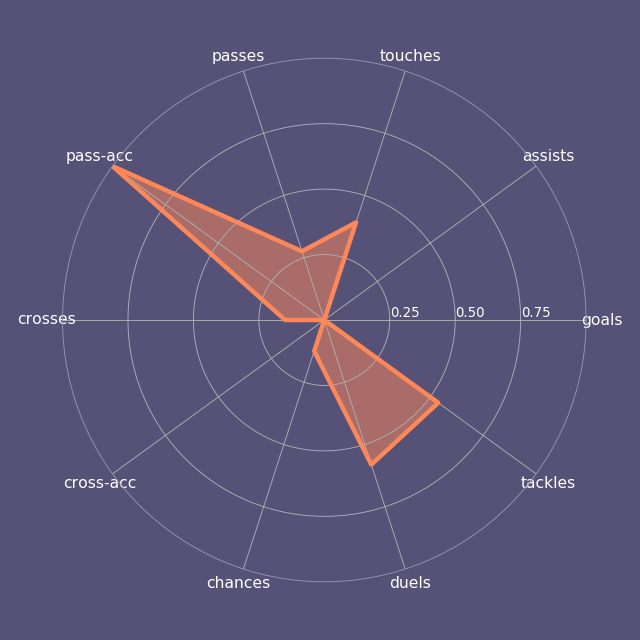 passes
touches
pass-acc
assists
0.25
0.50
0.75
crosses
goals
cross-acc
tackles
chances
duels